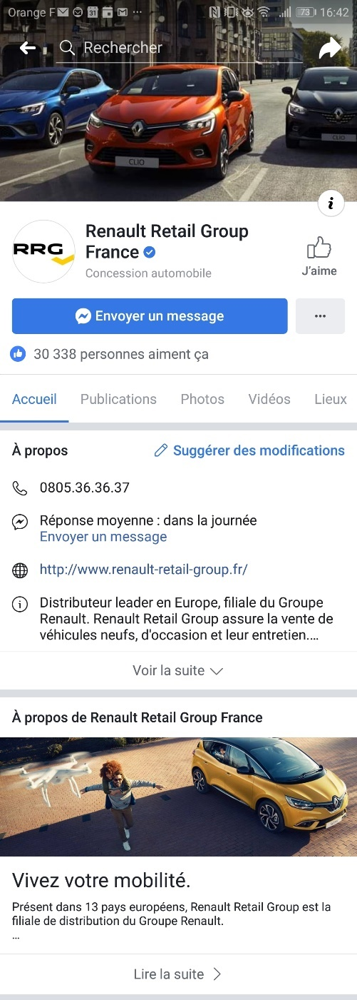 Orange F 31 ... 73 16:42
Rechercher
CLIO
CLIO
RRG
Renault Retail Group
France
Concession automobile
J'aime
Envoyer un message
...
30 338 personnes aiment ça
Accueil Publications Photos Vidéos Lieux
À propos Suggérer des modifications
0805.36.36.37
Réponse moyenne : dans la journée
Envoyer un message
http://www.renault-retail-group.fr/
Distributeur leader en Europe, filiale du Groupe
Renault. Renault Retail Group assure la vente de
véhicules neufs, d'occasion et leur entretien....
Voir la suite
À propos de Renault Retail Group France
Vivez votre mobilité.
Présent dans 13 pays européens, Renault Retail Group est la
filiale de distribution du Groupe Renault.
...
Lire la suite